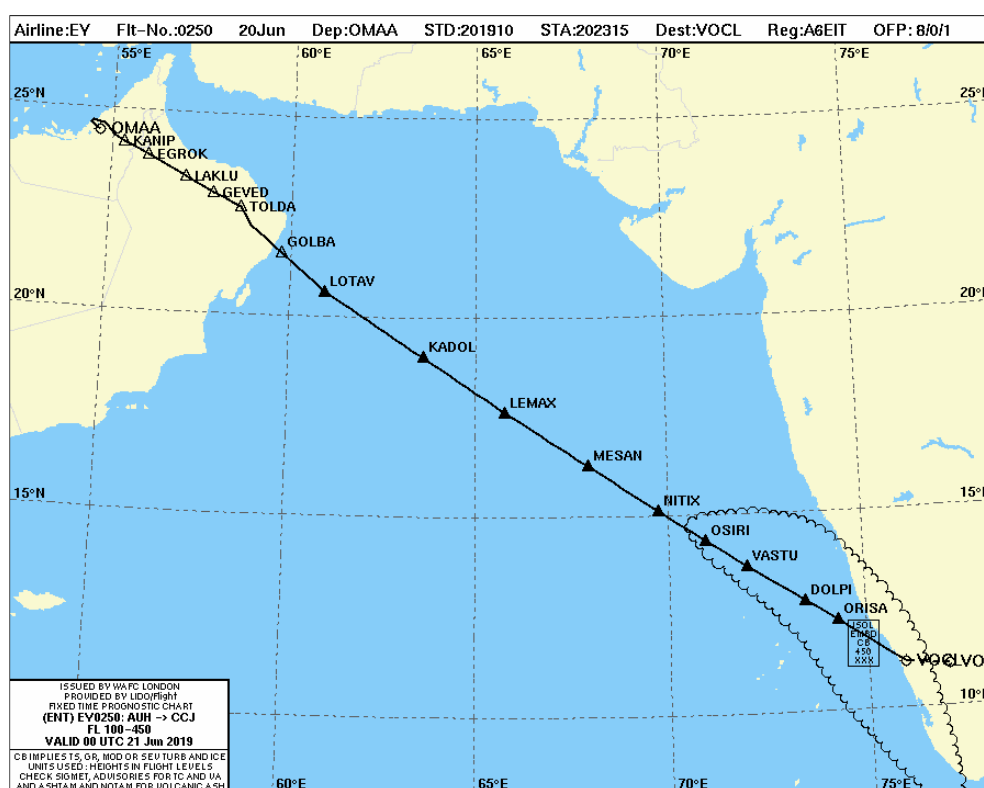 Airline:EY Flt-No.:0250 20Jun Dep:OMAA STD:201910 STA:202315 Dest:VOCL Reg:A6EIT OFP: 8/0/1
55°E 60°E 65°E 70°E 75°E
25°N 25°N
OMAA
KANIP
EGROK
LAKLU
GEVED
TOLDA
GOLBA
LOTAV
20°N 20°N
KADOL
LEMAX
MESAN
15°N 15°N
NITIX
OSIRI
VASTU
DOLPI
ORISA
ISOL
EMBD
CB
450
XXX
VOCL VO
10°N
ISSUED BY WAFC LONDON
PROVIDED BY LIDO/Flight
FIXED TIME PROGNOSTIC CHART
(ENT) EY0250: AUH -> CCJ
FL 100-450
VALID 00 UTC 21 Jun 2019
CB IMPLIES TS, GR, MOD OR SEV TURB AND ICE
UNITS USED : HEIGHTS IN FLIGHT LEVELS
CHECK SIGMET, ADVISORIES FOR TC AND VA
AND ASHTAM AND NOTAM FOR VOLCANIC ASH
60°E 65°E 70°E 75°E